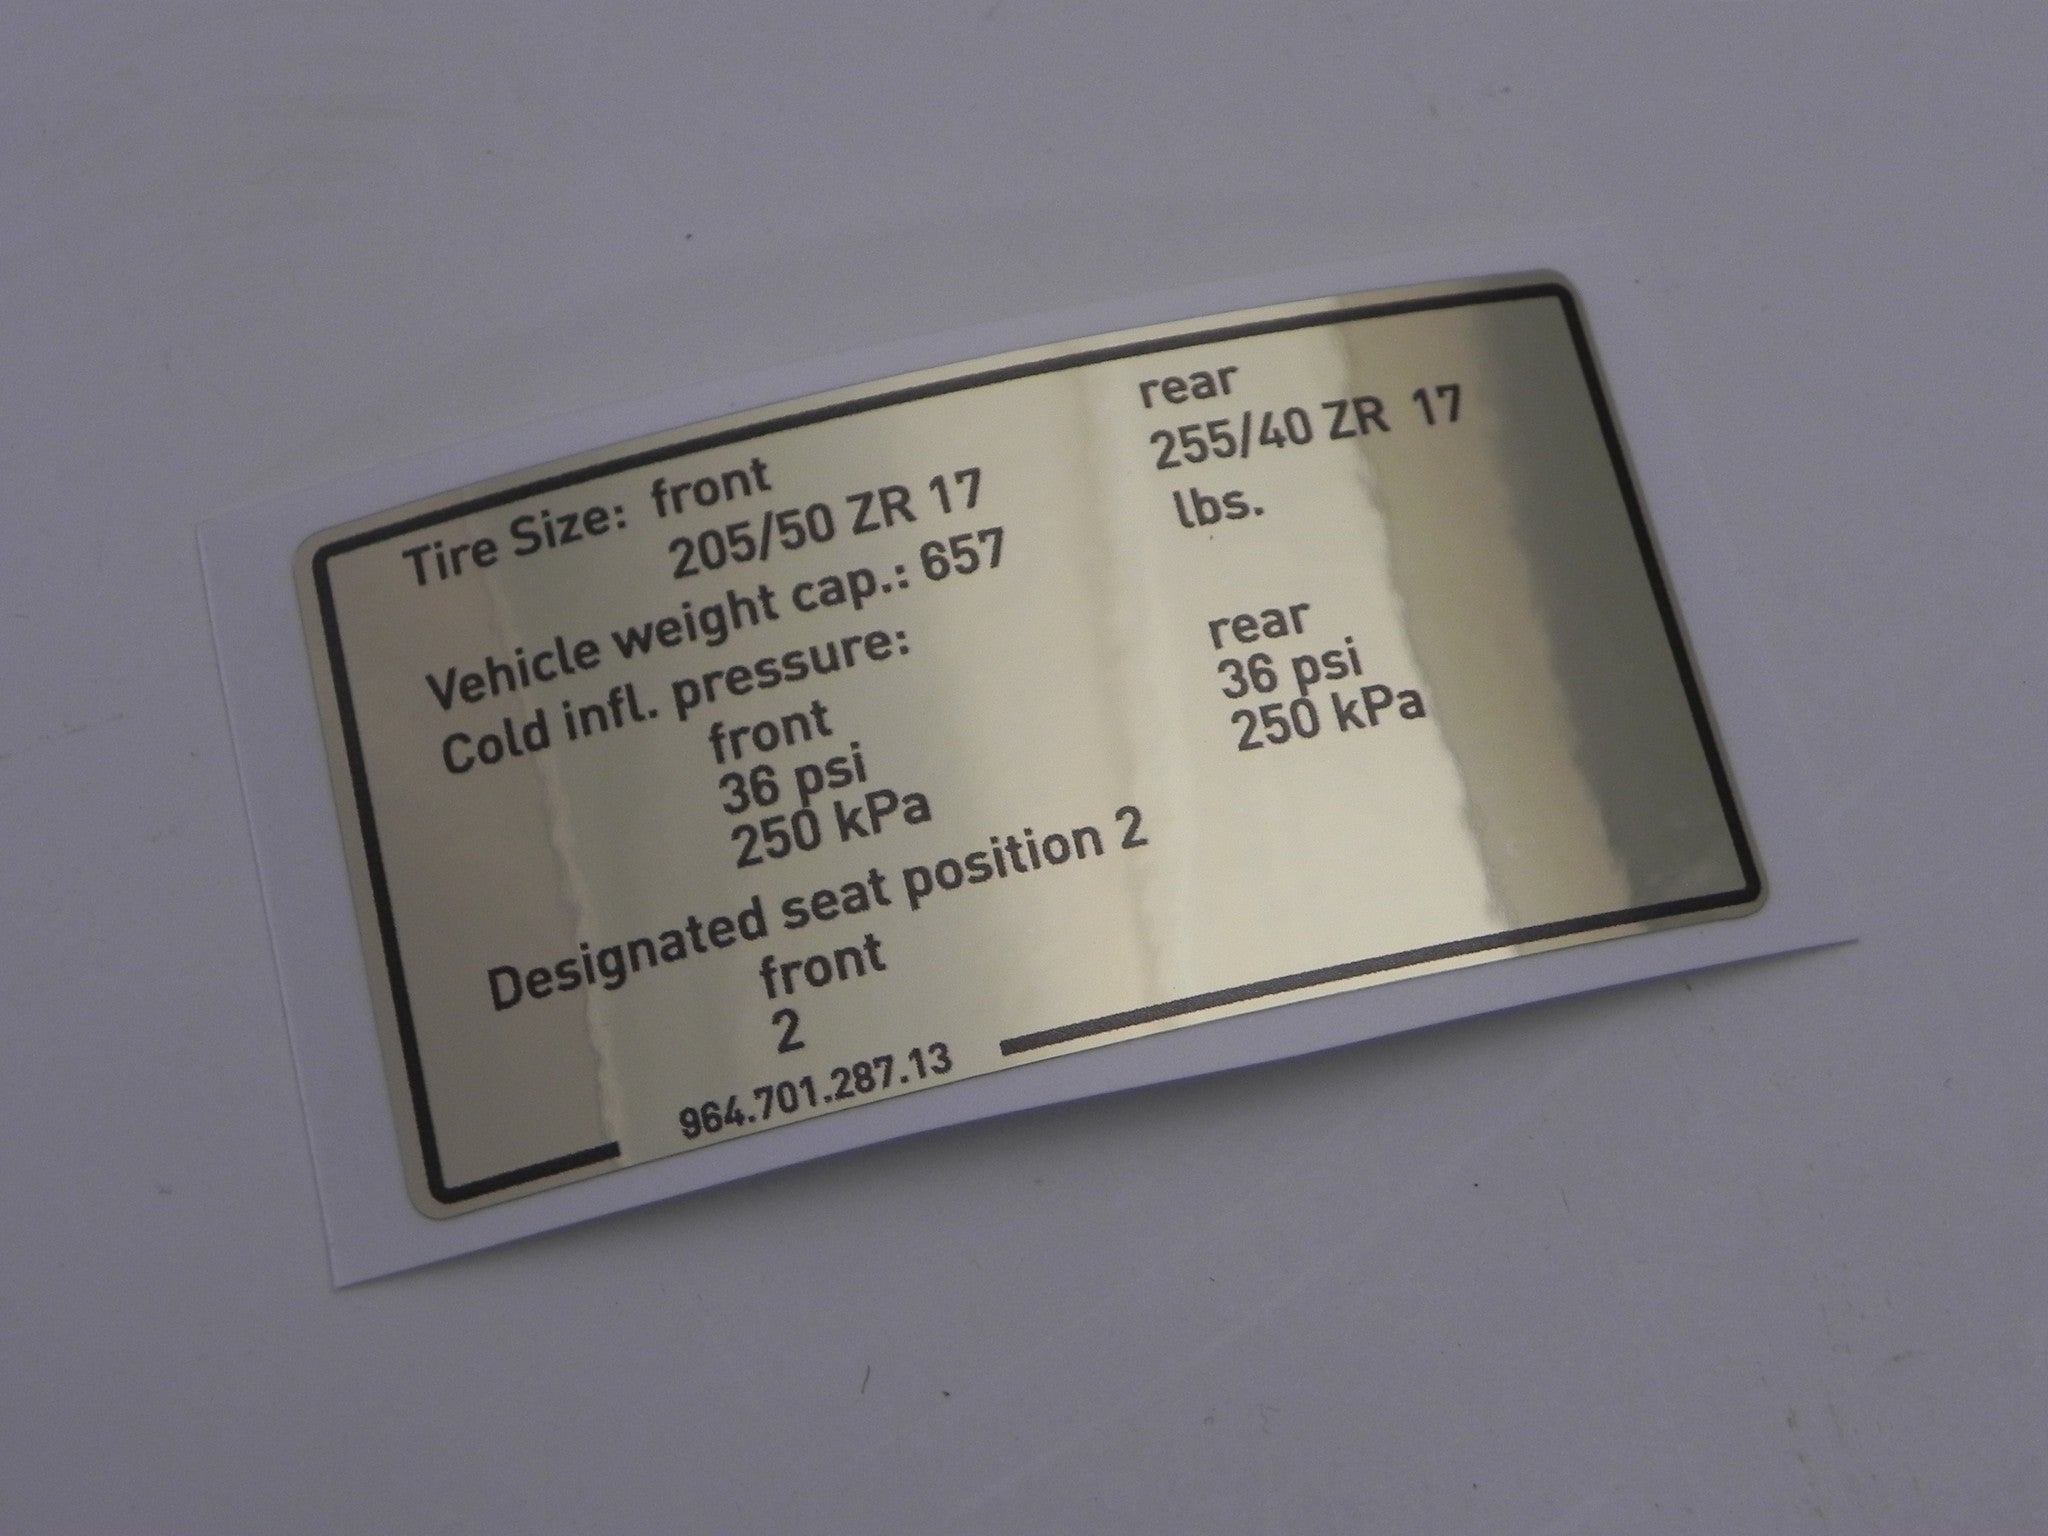 Tire Size: front rear
205/50 ZR 17 255/40 ZR 17
Vehicle weight cap.: 657 lbs.
Cold infl. pressure:
front rear
36 psi 36 psi
250 kPa 250 kPa
Designated seat position 2
front
2
964.701.287.13